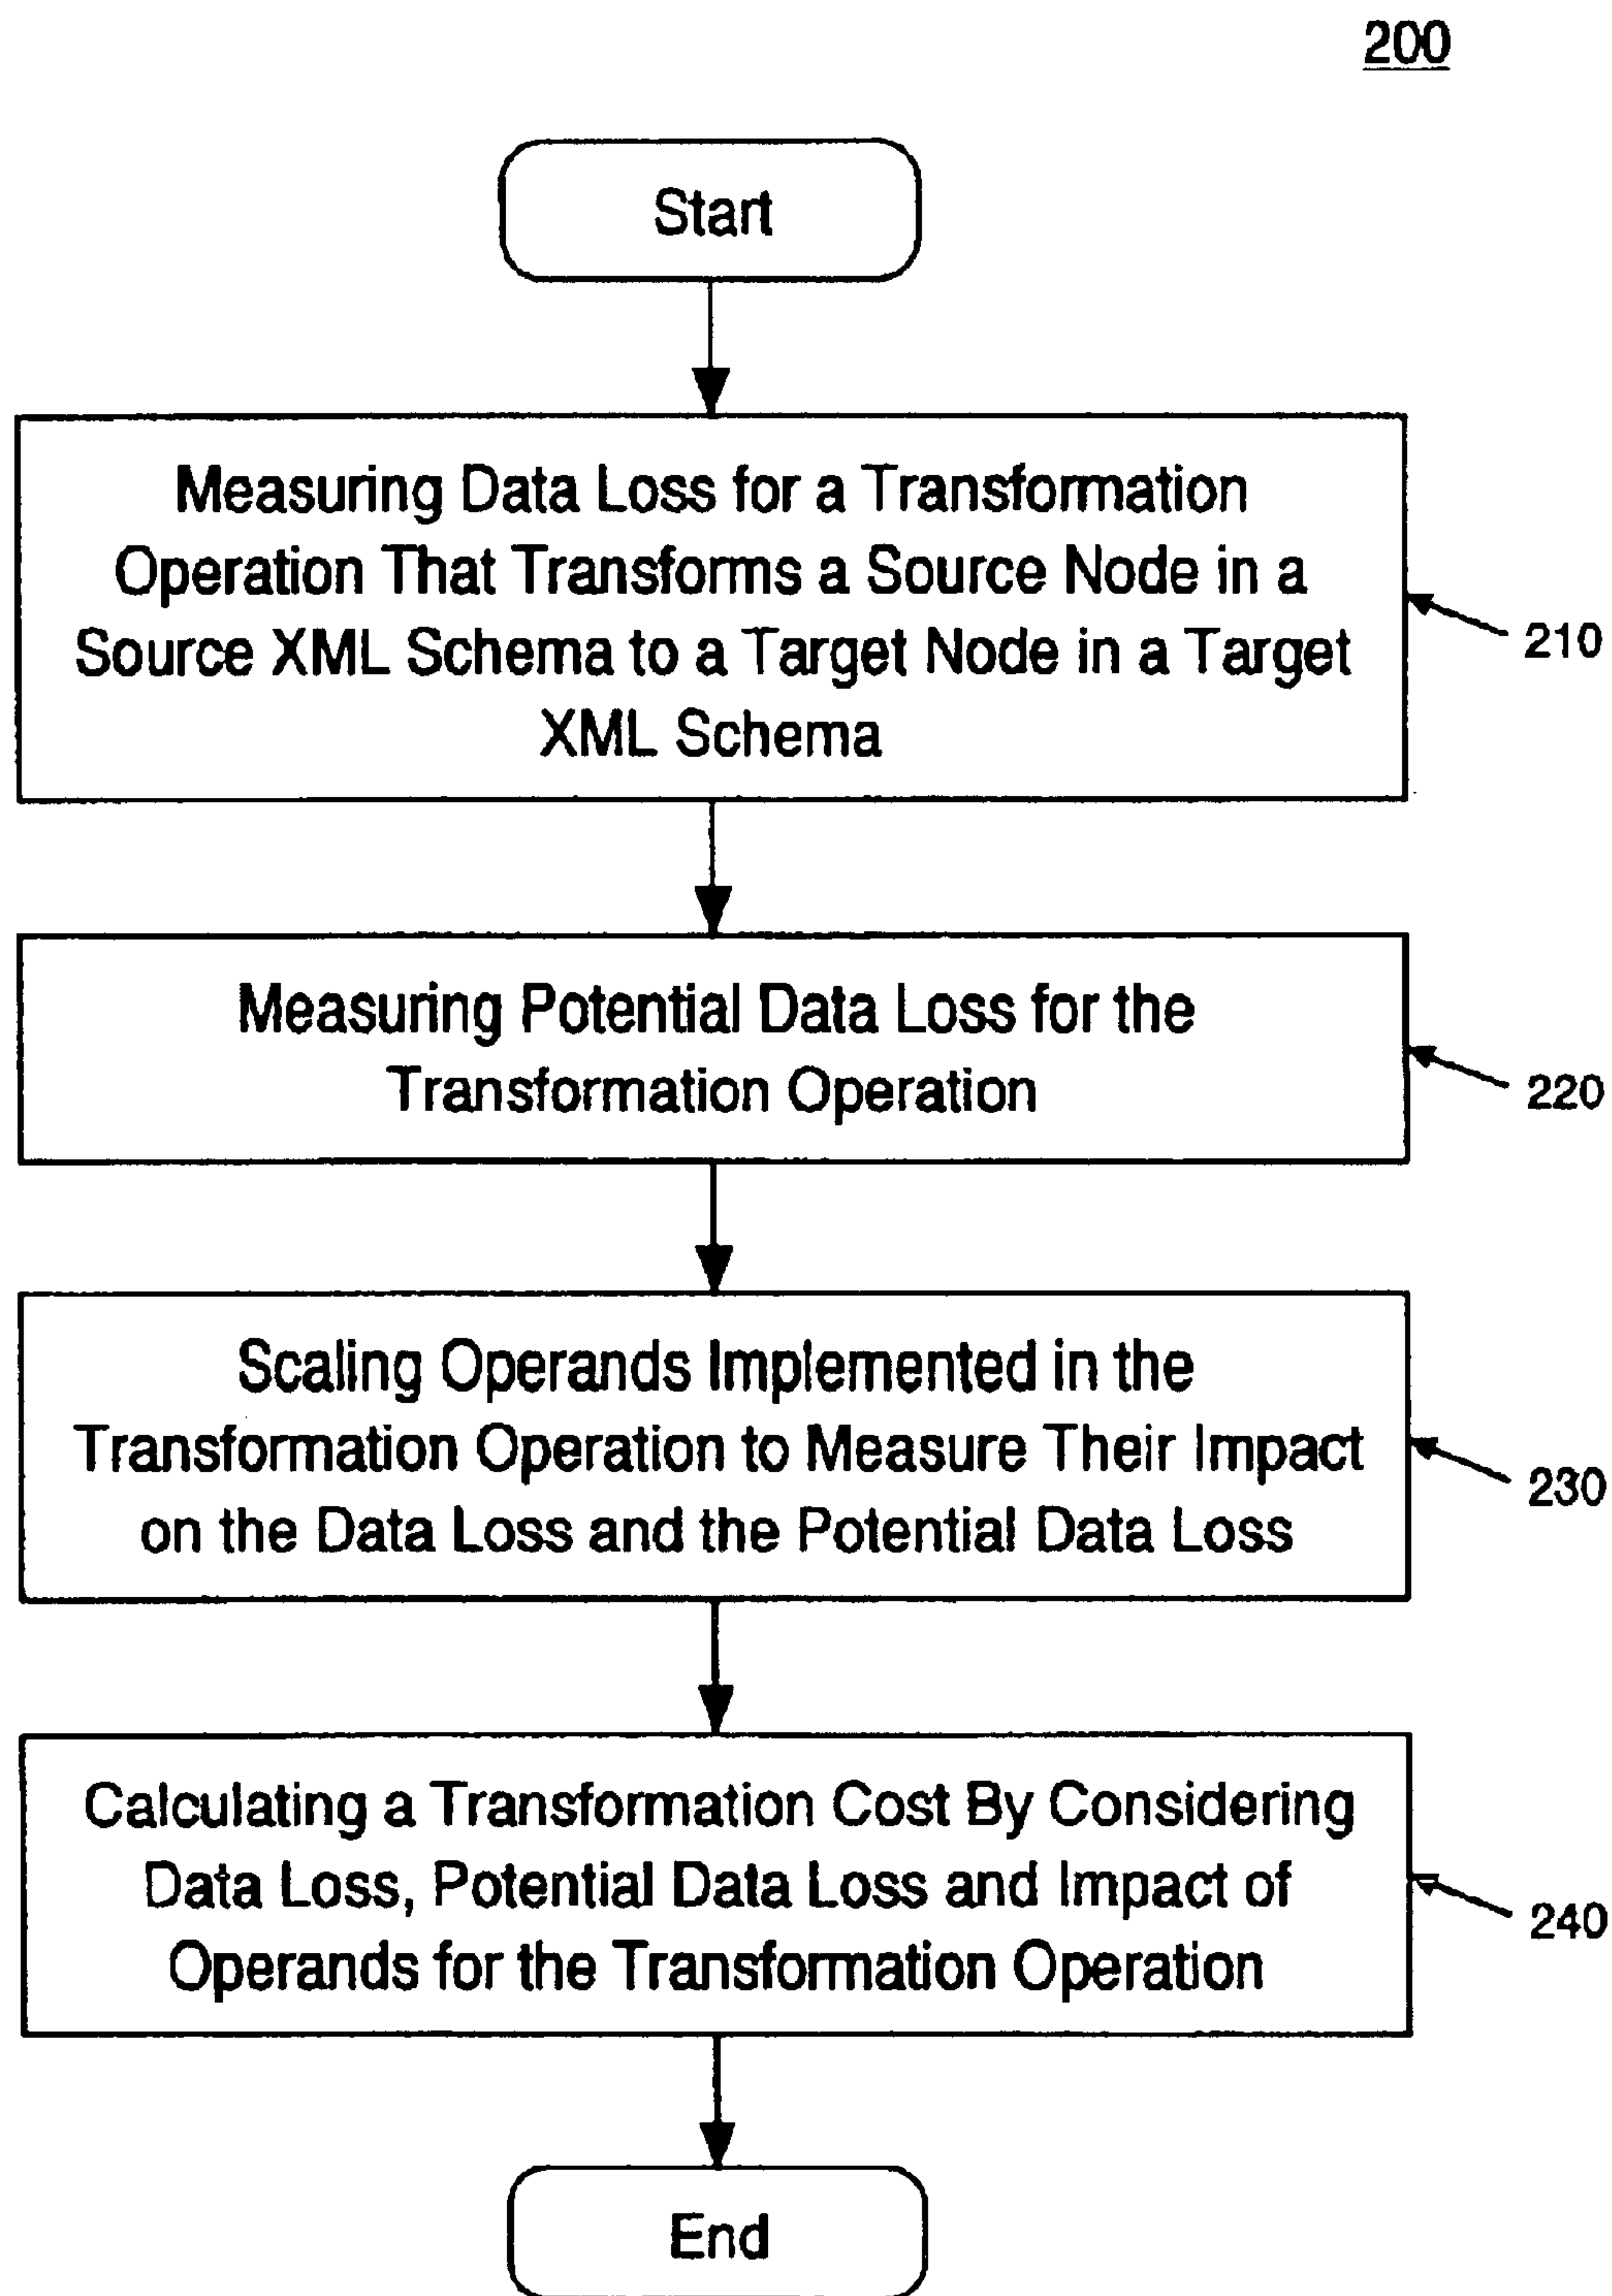 200
Start
Measuring Data Loss for a Transformation
Operation That Transforms a Source Node in a
Source XML Schema to a Target Node in a Target
XML Schema
210
Measuring Potential Data Loss for the
Transformation Operation
220
Scaling Operands Implemented in the
Transformation Operation to Measure Their Impact
on the Data Loss and the Potential Data Loss
230
Calculating a Transformation Cost By Considering
Data Loss, Potential Data Loss and Impact of
Operands for the Transformation Operation
240
End